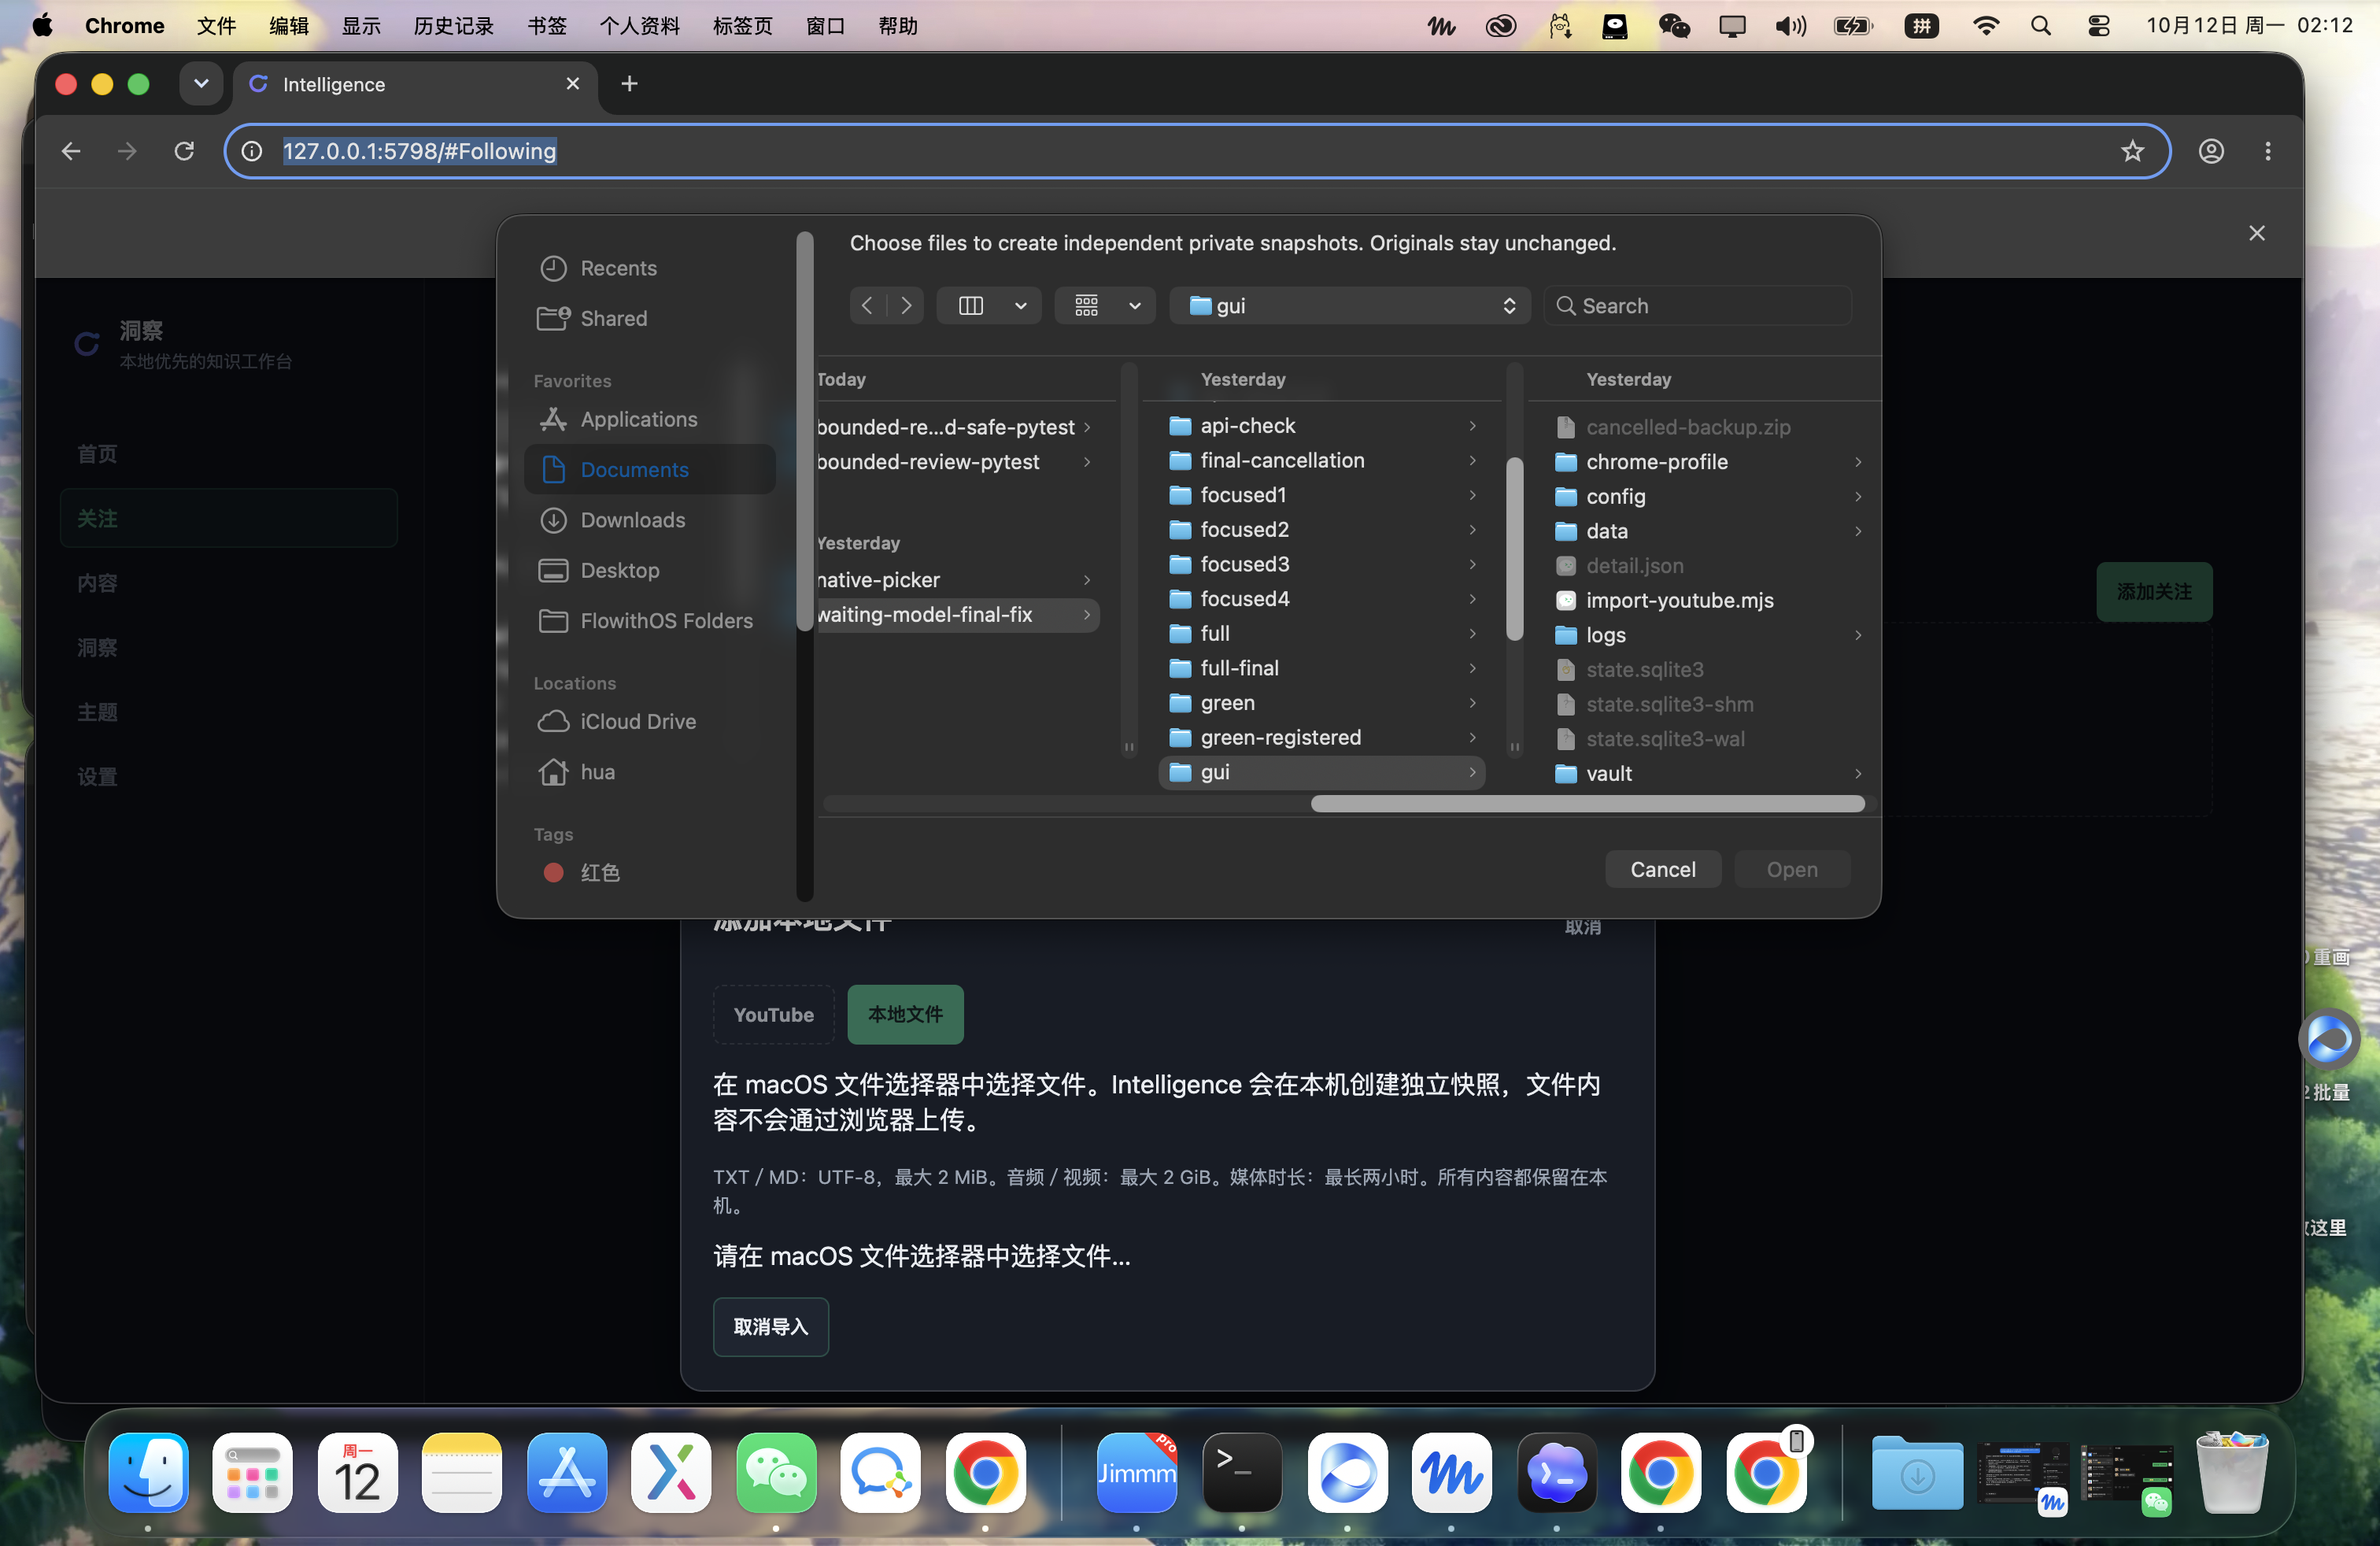 Chrome 文件 编辑 显示 历史记录 书签 个人资料 标签页 窗口 帮助
拼 10月12日 周一 02:12
Intelligence
127.0.0.1:5798/#Following
洞察
本地优先的知识工作台
首页
关注
内容
洞察
主题
设置
添加关注
Choose files to create independent private snapshots. Originals stay unchanged.
gui
Search
Recents
Shared
Favorites
Applications
Documents
Downloads
Desktop
FlowithOS Folders
Locations
iCloud Drive
hua
Tags
红色
Today
bounded-re...d-safe-pytest
bounded-review-pytest
Yesterday
native-picker
waiting-model-final-fix
Yesterday
api-check
final-cancellation
focused1
focused2
focused3
focused4
full
full-final
green
green-registered
gui
Yesterday
cancelled-backup.zip
chrome-profile
config
data
detail.json
import-youtube.mjs
logs
state.sqlite3
state.sqlite3-shm
state.sqlite3-wal
vault
Cancel
Open
添加本地文件
取消
YouTube
本地文件
在 macOS 文件选择器中选择文件。Intelligence 会在本机创建独立快照，文件内
容不会通过浏览器上传。
TXT / MD：UTF-8，最大 2 MiB。音频 / 视频：最大 2 GiB。媒体时长：最长两小时。所有内容都保留在本
机。
请在 macOS 文件选择器中选择文件...
取消导入
重画
批量
这里
周一
12
Jimmm
pro